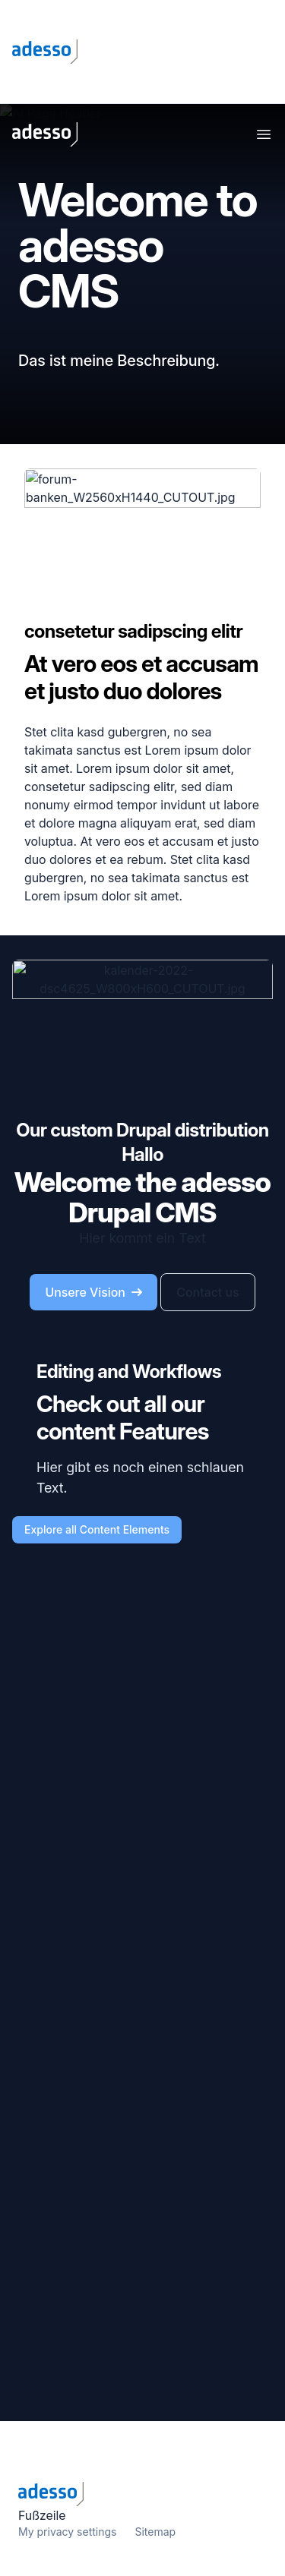 adesso
adesso
Welcome to
adesso
CMS
Das ist meine Beschreibung.
forum-
banken_W2560xH1440_CUTOUT.jpg
consetetur sadipscing elitr
At vero eos et accusam
et justo duo dolores
Stet clita kasd gubergren, no sea
takimata sanctus est Lorem ipsum dolor
sit amet. Lorem ipsum dolor sit amet,
consetetur sadipscing elitr, sed diam
nonumy eirmod tempor invidunt ut labore
et dolore magna aliquyam erat, sed diam
voluptua. At vero eos et accusam et justo
duo dolores et ea rebum. Stet clita kasd
gubergren, no sea takimata sanctus est
Lorem ipsum dolor sit amet.
kalender-2022-
dsc4625_W800xH600_CUTOUT.jpg
Our custom Drupal distribution
Hallo
Welcome the adesso
Drupal CMS
Hier kommt ein Text
Unsere Vision
Contact us
Editing and Workflows
Check out all our
content Features
Hier gibt es noch einen schlauen
Text.
Explore all Content Elements
adesso
Fußzeile
My privacy settings Sitemap